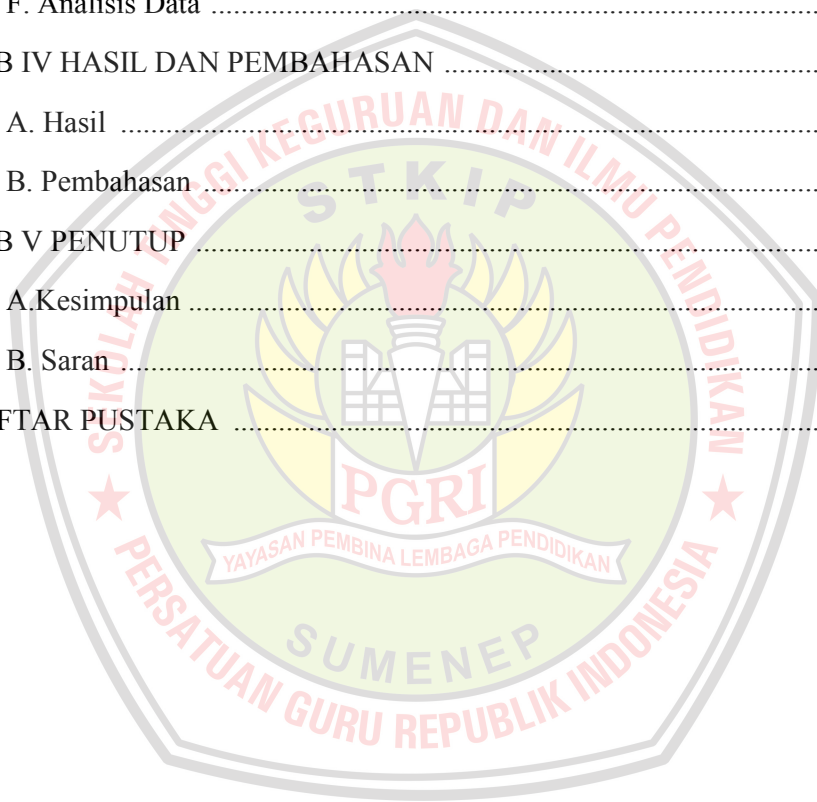 F. Analisis Data ........................................................
B IV HASIL DAN PEMBAHASAN ........................................................
A. Hasil ........................................................
B. Pembahasan ........................................................
B V PENUTUP ........................................................
A.Kesimpulan ........................................................
B. Saran ........................................................
FTAR PUSTAKA ........................................................
SEKOLAH TINGGI KEGURUAN DAN ILMU PENDIDIKAN
STKIP
PGRI
YAYASAN PEMBINA LEMBAGA PENDIDIKAN
SUMENEP
PERSATUAN GURU REPUBLIK INDONESIA